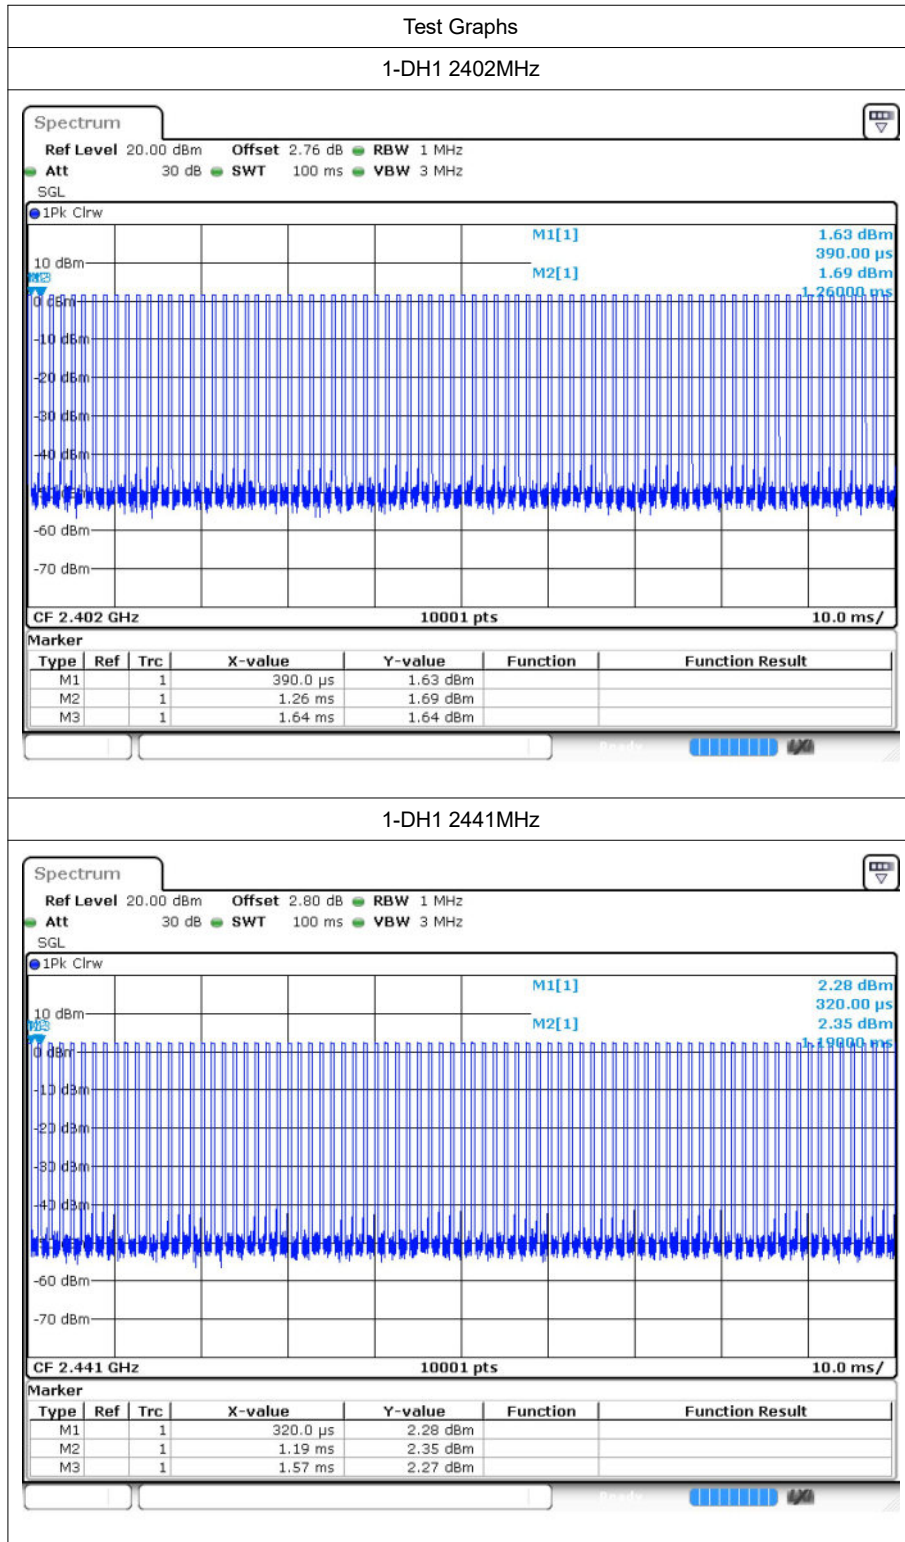 Test Graphs
1-DH1 2402MHz
Spectrum
Ref Level 20.00 dBm Offset 2.76 dB RBW 1 MHz
Att 30 dB SWT 100 ms VBW 3 MHz
SGL
1Pk Clrw
M1[1] 1.63 dBm
390.00 µs
10 dBm
M2[1] 1.69 dBm
1.26000 ms
0 dBm
-10 dBm
-20 dBm
-30 dBm
-40 dBm
-60 dBm
-70 dBm
CF 2.402 GHz 10001 pts 10.0 ms/
Marker
Type Ref Trc X-value Y-value Function Function Result
M1 1 390.0 µs 1.63 dBm
M2 1 1.26 ms 1.69 dBm
M3 1 1.64 ms 1.64 dBm
Ready
1-DH1 2441MHz
Spectrum
Ref Level 20.00 dBm Offset 2.80 dB RBW 1 MHz
Att 30 dB SWT 100 ms VBW 3 MHz
SGL
1Pk Clrw
M1[1] 2.28 dBm
320.00 µs
10 dBm
M2[1] 2.35 dBm
1.19000 ms
0 dBm
-10 dBm
-20 dBm
-30 dBm
-40 dBm
-60 dBm
-70 dBm
CF 2.441 GHz 10001 pts 10.0 ms/
Marker
Type Ref Trc X-value Y-value Function Function Result
M1 1 320.0 µs 2.28 dBm
M2 1 1.19 ms 2.35 dBm
M3 1 1.57 ms 2.27 dBm
Ready